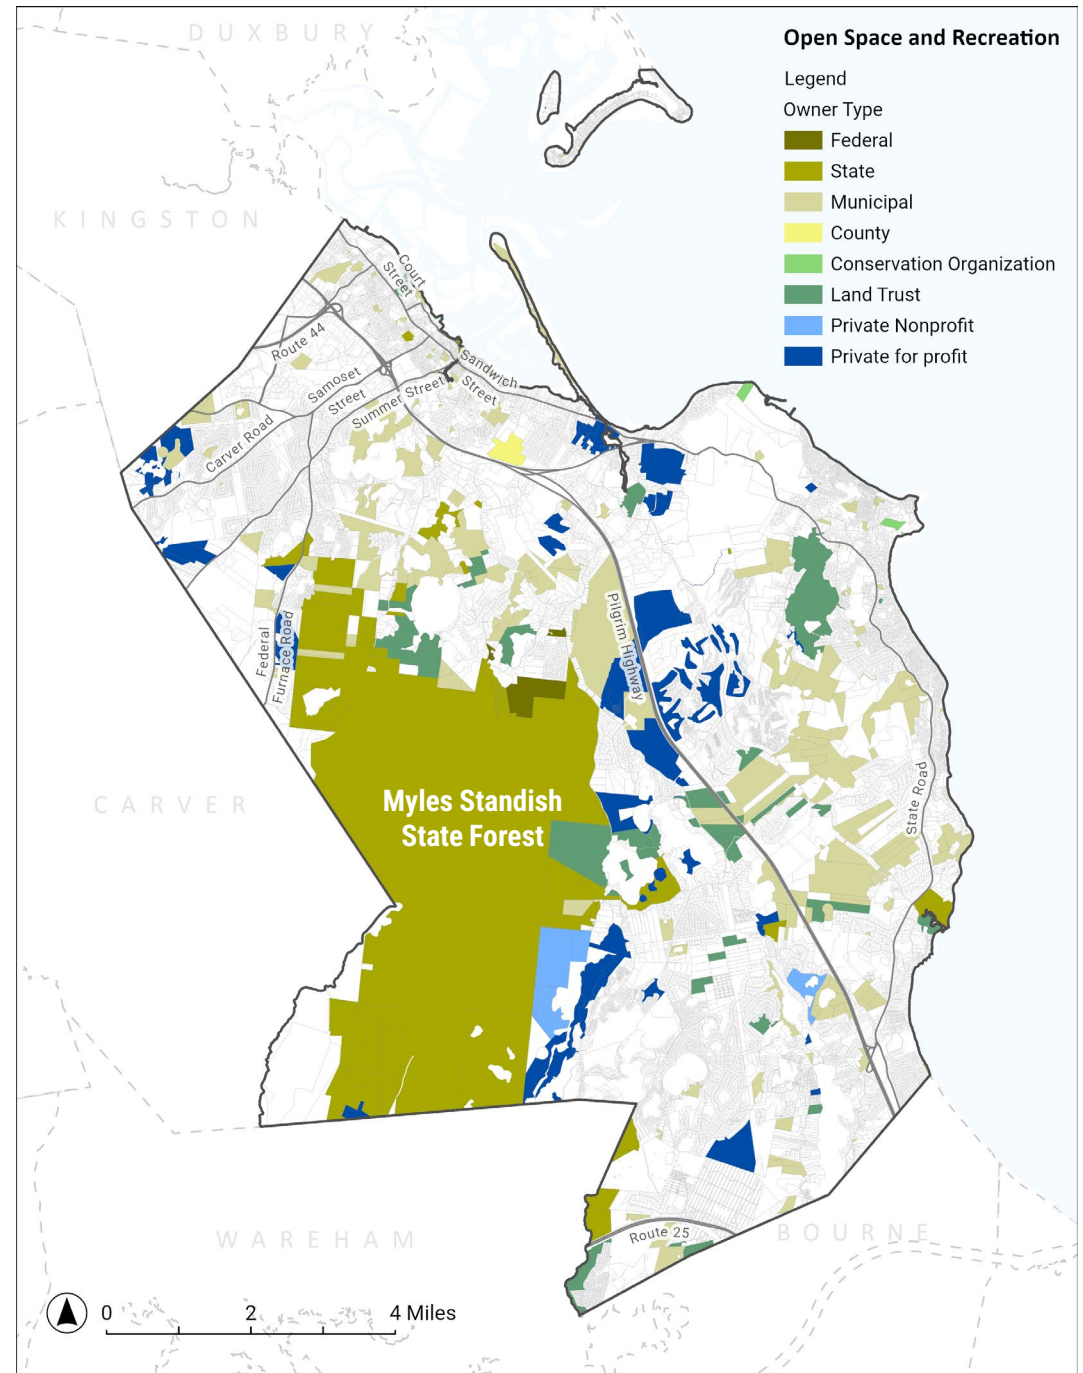 DUXBURY
Open Space and Recreation
Legend
Owner Type
Federal
State
Municipal
County
Conservation Organization
Land Trust
Private Nonprofit
Private for profit
KINGSTON
Court
Street
Route 44
Sandwich
Street
Samoset
Street
Summer Street
Carver Road
Pilgrim Highway
Federal
Furnace Road
CARVER
Myles Standish
State Forest
State Road
WAREHAM
Route 25
BOURNE
0 2 4 Miles